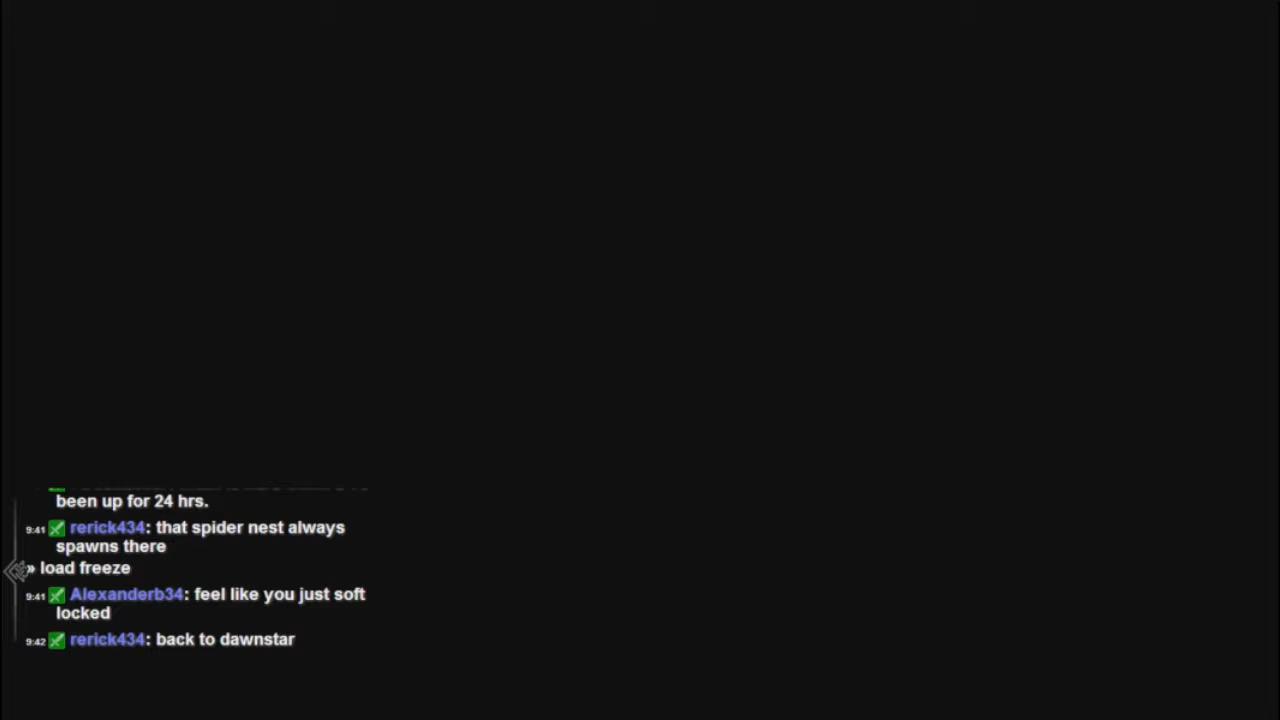 been up for 24 hrs.
9:41 rerick434: that spider nest always
spawns there
» load freeze
9:41 Alexanderb34: feel like you just soft
locked
9:42 rerick434: back to dawnstar